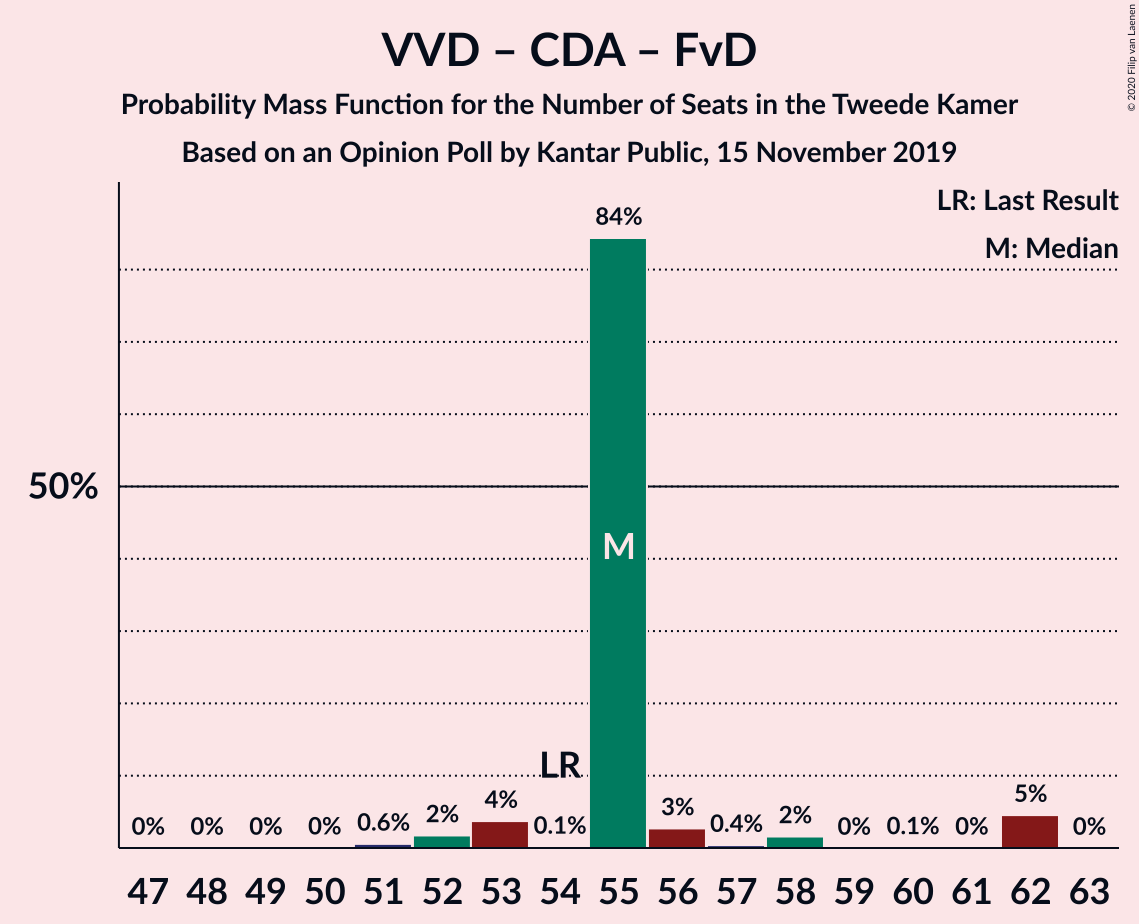 VVD – CDA – FvD
Probability Mass Function for the Number of Seats in the Tweede Kamer
Based on an Opinion Poll by Kantar Public, 15 November 2019
© 2020 Filip van Laenen
LR: Last Result
M: Median
84%
50%
M
LR
0% 0% 0% 0% 0.6% 2% 4% 0.1% 3% 0.4% 2% 0% 0.1% 0% 5% 0%
47 48 49 50 51 52 53 54 55 56 57 58 59 60 61 62 63